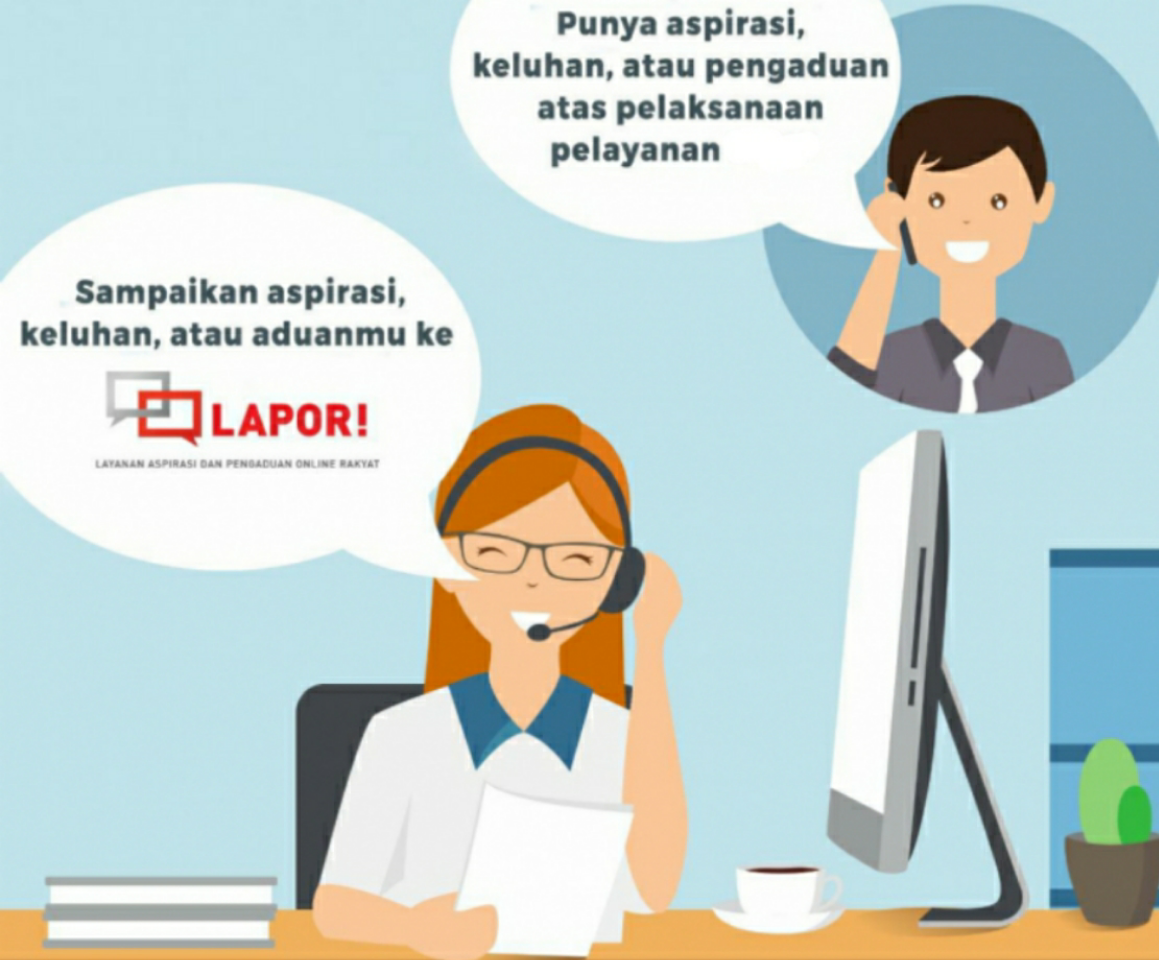 Punya aspirasi,
keluhan, atau pengaduan
atas pelaksanaan
pelayanan
Sampaikan aspirasi,
keluhan, atau aduanmu ke
LAPOR!
LAYANAN ASPIRASI DAN PENGADUAN ONLINE RAKYAT